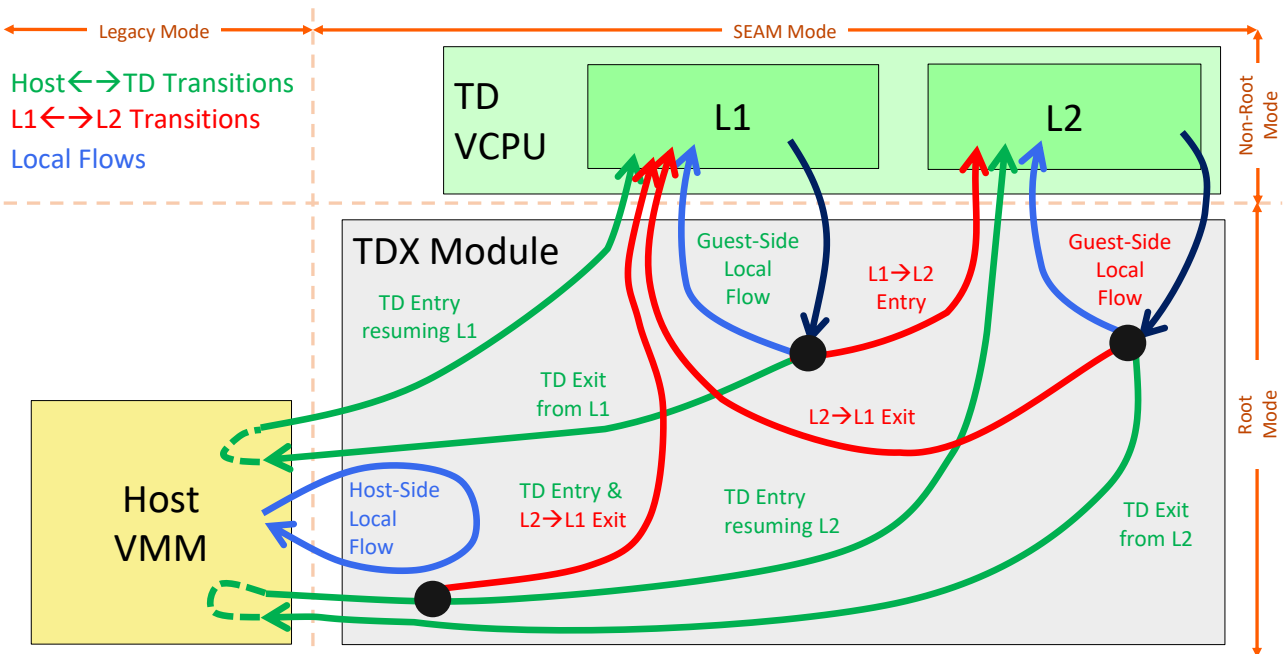 Legacy Mode
SEAM Mode
Host←→TD Transitions
L1←→L2 Transitions
Local Flows
TD
VCPU
L1
L2
Non-Root
Mode
TDX Module
Guest-Side
Local
Flow
L1→L2
Entry
Guest-Side
Local
Flow
TD Entry
resuming L1
TD Exit
from L1
L2→L1 Exit
Root
Mode
Host
VMM
Host-Side
Local
Flow
TD Entry &
L2→L1 Exit
TD Entry
resuming L2
TD Exit
from L2